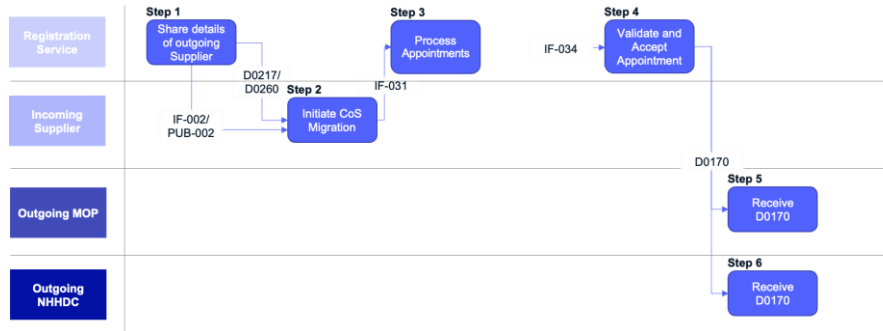 Step 1
Step 3
Step 4
Registration
Service
Share details
of outgoing
Supplier
Process
Appointments
IF-034
Validate and
Accept
Appointment
D0217/
D0260
Step 2
IF-031
Incoming
Supplier
IF-002/
PUB-002
Initiate CoS
Migration
D0170
Step 5
Outgoing MOP
Receive
D0170
Step 6
Outgoing
NHHDC
Receive
D0170